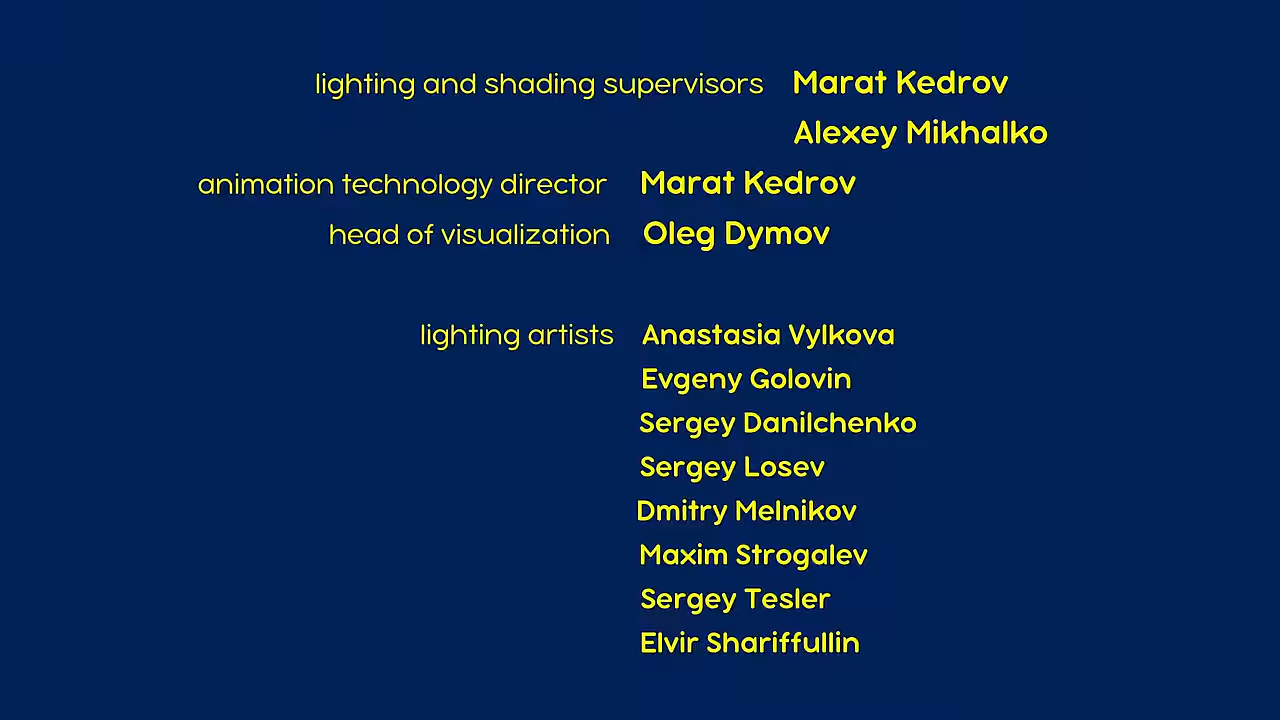 lighting and shading supervisors Marat Kedrov
Alexey Mikhalko
animation technology director Marat Kedrov
head of visualization Oleg Dymov
lighting artists Anastasia Vylkova
Evgeny Golovin
Sergey Danilchenko
Sergey Losev
Dmitry Melnikov
Maxim Strogalev
Sergey Tesler
Elvir Shariffullin